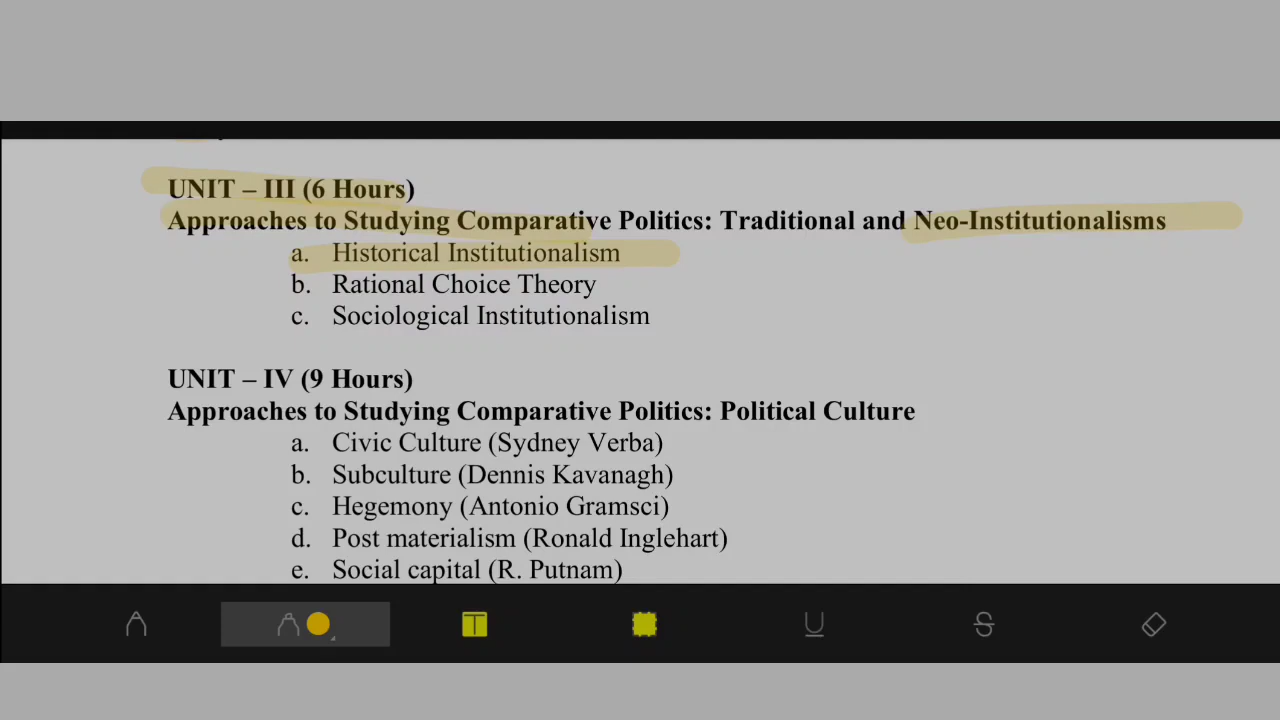 UNIT – III (6 Hours)
Approaches to Studying Comparative Politics: Traditional and Neo-Institutionalisms
a. Historical Institutionalism
b. Rational Choice Theory
c. Sociological Institutionalism
UNIT – IV (9 Hours)
Approaches to Studying Comparative Politics: Political Culture
a. Civic Culture (Sydney Verba)
b. Subculture (Dennis Kavanagh)
c. Hegemony (Antonio Gramsci)
d. Post materialism (Ronald Inglehart)
e. Social capital (R. Putnam)
T U S